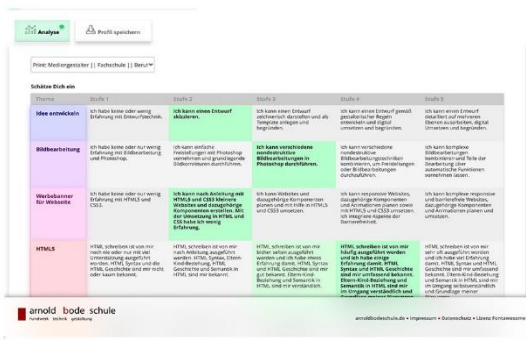 Analyse
Profil speichern
Print: Mediengestalter || Fachschule || Beruf
Schätze Dich ein
Thema Stufe 1 Stufe 2 Stufe 3 Stufe 4 Stufe 5
Idee entwickeln
Ich habe keine oder wenig
Erfahrung mit Entwurfstechnik.
Ich kann einen Entwurf
skizzieren.
Ich kann einen Entwurf
zeichnerisch darstellen und als
Template anlegen und
begründen.
Ich kann einen Entwurf gemäß
gestalterischer Regeln
entwickeln und digital
umsetzen und begründen.
Ich kann einen Entwurf
detailliert auf mehreren
Ebenen ausarbeiten, digital
umsetzen und begründen.
Bildbearbeitung
Ich habe keine oder nur wenig
Erfahrung mit Bildbearbeitung
und Photoshop.
Ich kann einfache
Freistellungen mit Photoshop
vornehmen und grundlegende
Bildkorrekturen durchführen.
Ich kann verschiedene
nondestruktive
Bildbearbeitungen in
Photoshop durchführen.
Ich kann verschiedene
nondestruktive
Bildbearbeitungstechniken
kombinieren, um Freistellungen
oder Bildbearbeitungen
durchzuführen.
Ich kann komplexe
Bildbearbeitungen
kombinieren und Teile der
Bearbeitung über
automatische Funktionen
vornehmen lassen.
Werbebanner
für Webseite
Ich habe keine oder nur wenig
Erfahrung mit HTML5 und
CSS3.
Ich kann nach Anleitung mit
HTML5 und CSS3 kleinere
Websites und dazugehörige
Komponenten erstellen. Mit
der Umsetzung in HTML und
CSS habe ich wenig
Erfahrung.
Ich kann Websites und
dazugehörige Komponenten
planen und mit Hilfe in HTML5
und CSS3 umsetzen.
Ich kann responsive Websites,
dazugehörige Komponenten
und Animationen planen sowie
mit HTML5 und CSS3 umsetzen.
Ich integriere Aspekte der
Barrierefreiheit.
Ich kann komplexe responsive
und barrierefreie Websites,
dazugehörige Komponenten
und Animationen planen und
umsetzen.
HTML5
HTML schreiben ist von mir
noch nie oder nur mit viel
Unterstützung ausgeführt
worden. HTML Syntax und die
HTML Geschichte sind mir nicht
oder kaum bekannt.
HTML schreiben ist von mir
nach Anleitung ausgeführt
worden. HTML Syntax, Eltern-
Kind-Beziehung, HTML
Geschichte und Semantik in
HTML sind mir bekannt.
HTML schreiben ist von mir
bisher selten ausgeführt
worden und ich habe etwas
Erfahrung damit. HTML Syntax
und HTML Geschichte sind mir
gut bekannt. Eltern-Kind-
Beziehung und Semantik in
HTML sind mir verständlich.
HTML schreiben ist von mir
häufig ausgeführt worden
und ich habe einige
Erfahrung damit. HTML
Syntax und HTML Geschichte
sind mir umfassend bekannt.
Eltern-Kind-Beziehung und
Semantik in HTML sind mir
im Umgang verständlich und
HTML schreiben ist von mir
sehr oft ausgeführt worden
und ich habe viel Erfahrung
damit. HTML Syntax und HTML
Geschichte sind mir umfassend
bekannt. Eltern-Kind-Beziehung
und Semantik in HTML sind mir
im Umgang selbstverständlich
und Grundlage meiner
arnold bode schule
handwerk technik gestaltung
arnoldbodeschule.de • Impressum • Datenschutz • Lizenz Fontawesome